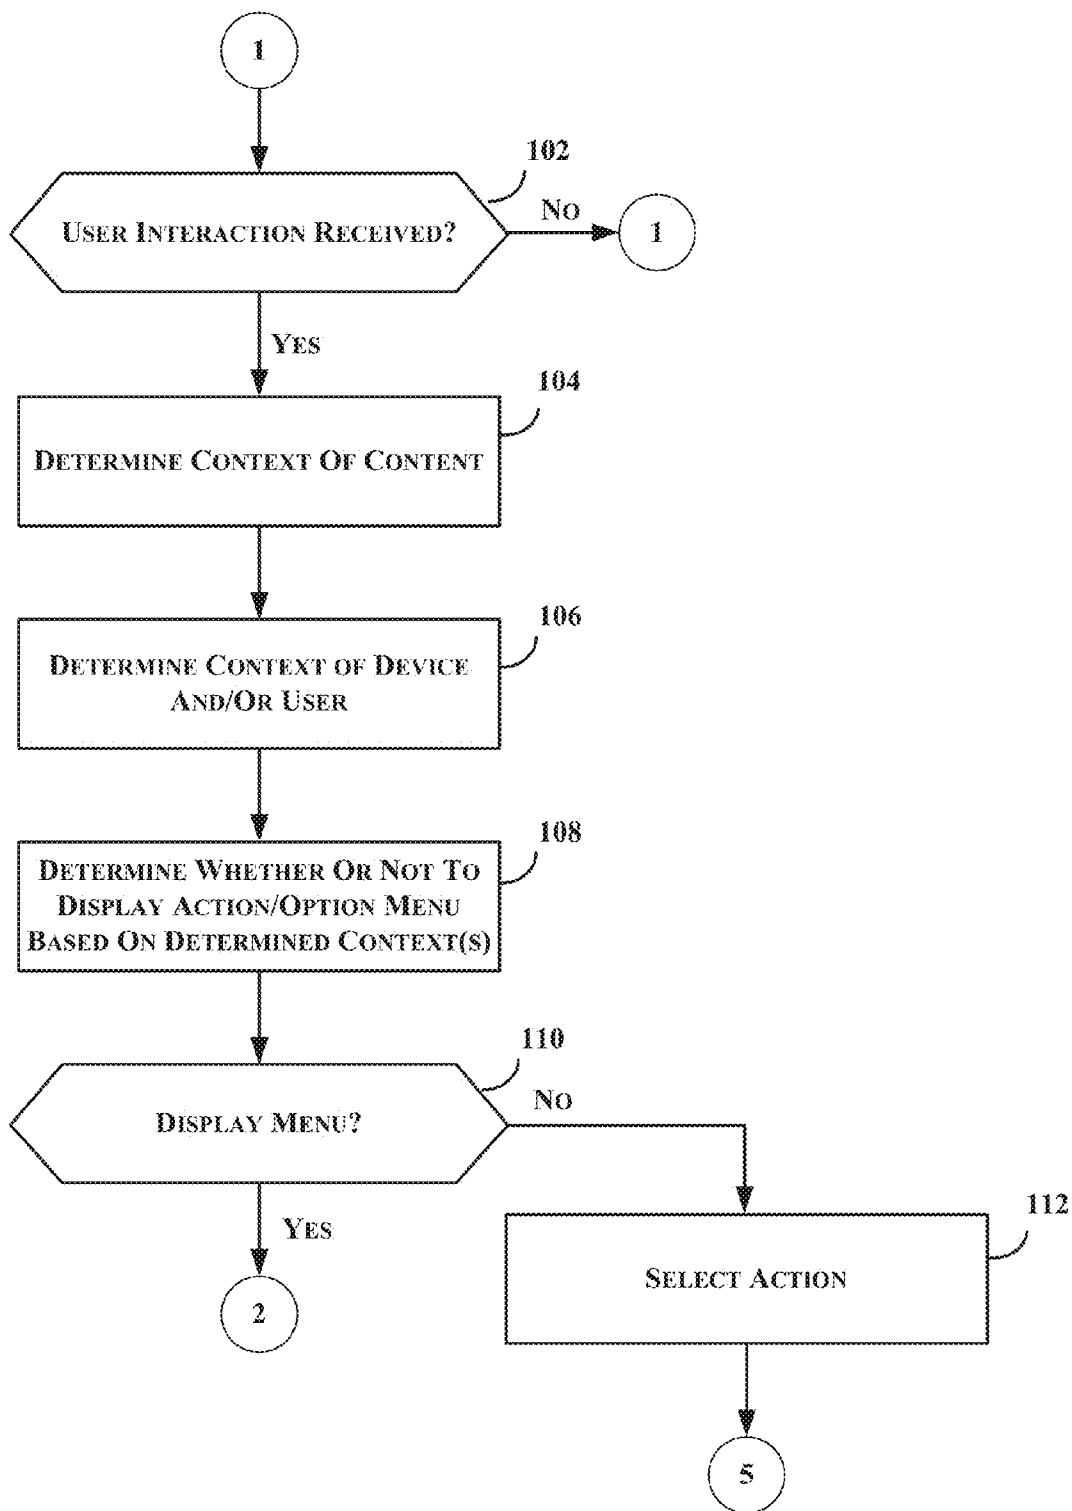 1
102
USER INTERACTION RECEIVED?
NO
1
YES
104
DETERMINE CONTEXT OF CONTENT
106
DETERMINE CONTEXT OF DEVICE
AND/OR USER
108
DETERMINE WHETHER OR NOT TO
DISPLAY ACTION/OPTION MENU
BASED ON DETERMINED CONTEXT(S)
110
DISPLAY MENU?
NO
YES
112
SELECT ACTION
2
5